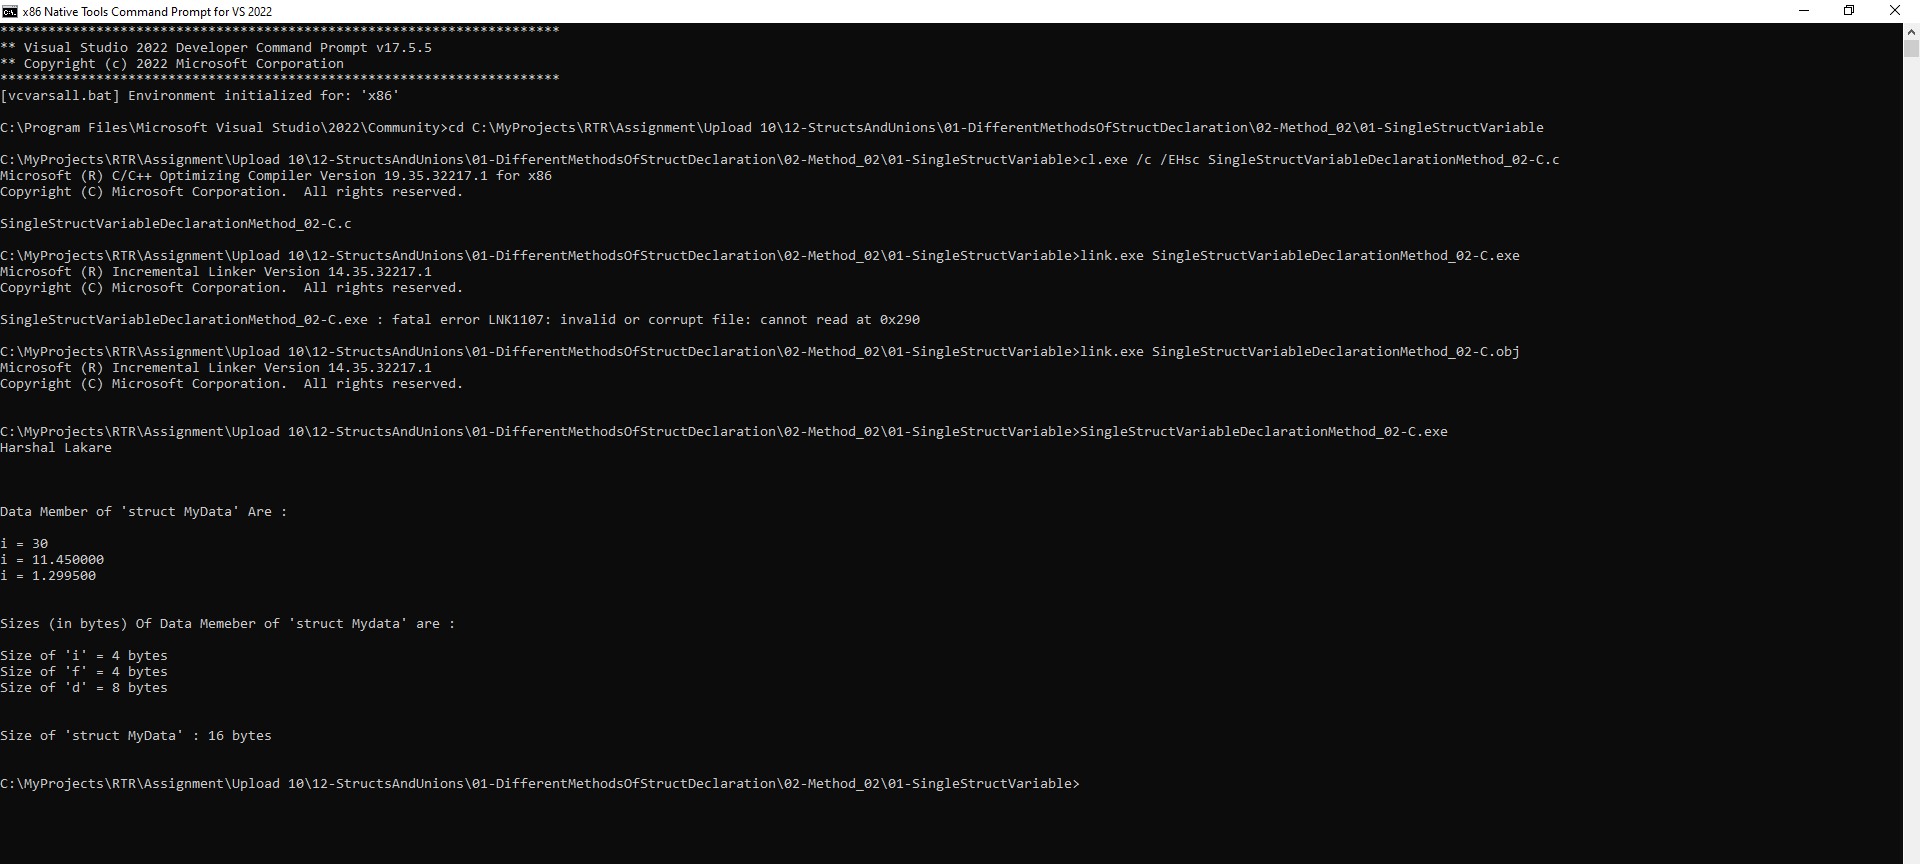 x86 Native Tools Command Prompt for VS 2022
**********************************************************************
** Visual Studio 2022 Developer Command Prompt v17.5.5
** Copyright (c) 2022 Microsoft Corporation
**********************************************************************
[vcvarsall.bat] Environment initialized for: 'x86'
C:\Program Files\Microsoft Visual Studio\2022\Community>cd C:\MyProjects\RTR\Assignment\Upload 10\12-StructsAndUnions\01-DifferentMethodsOfStructDeclaration\02-Method_02\01-SingleStructVariable
C:\MyProjects\RTR\Assignment\Upload 10\12-StructsAndUnions\01-DifferentMethodsOfStructDeclaration\02-Method_02\01-SingleStructVariable>cl.exe /c /EHsc SingleStructVariableDeclarationMethod_02-C.c
Microsoft (R) C/C++ Optimizing Compiler Version 19.35.32217.1 for x86
Copyright (C) Microsoft Corporation.  All rights reserved.
SingleStructVariableDeclarationMethod_02-C.c
C:\MyProjects\RTR\Assignment\Upload 10\12-StructsAndUnions\01-DifferentMethodsOfStructDeclaration\02-Method_02\01-SingleStructVariable>link.exe SingleStructVariableDeclarationMethod_02-C.exe
Microsoft (R) Incremental Linker Version 14.35.32217.1
Copyright (C) Microsoft Corporation.  All rights reserved.
SingleStructVariableDeclarationMethod_02-C.exe : fatal error LNK1107: invalid or corrupt file: cannot read at 0x290
C:\MyProjects\RTR\Assignment\Upload 10\12-StructsAndUnions\01-DifferentMethodsOfStructDeclaration\02-Method_02\01-SingleStructVariable>link.exe SingleStructVariableDeclarationMethod_02-C.obj
Microsoft (R) Incremental Linker Version 14.35.32217.1
Copyright (C) Microsoft Corporation.  All rights reserved.
C:\MyProjects\RTR\Assignment\Upload 10\12-StructsAndUnions\01-DifferentMethodsOfStructDeclaration\02-Method_02\01-SingleStructVariable>SingleStructVariableDeclarationMethod_02-C.exe
Harshal Lakare
Data Member of 'struct MyData' Are :
i = 30
i = 11.450000
i = 1.299500
Sizes (in bytes) Of Data Memeber of 'struct Mydata' are :
Size of 'i' = 4 bytes
Size of 'f' = 4 bytes
Size of 'd' = 8 bytes
Size of 'struct MyData' : 16 bytes
C:\MyProjects\RTR\Assignment\Upload 10\12-StructsAndUnions\01-DifferentMethodsOfStructDeclaration\02-Method_02\01-SingleStructVariable>